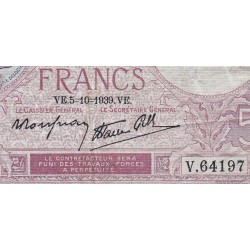 FRANCS
LE CAISSIER GÉNÉRAL LE SECRÉTAIRE GÉNÉRAL
VE.5-10-1939.VE.
LE CONTREFACTEUR SERA
PUNI DES TRAVAUX FORCÉS
A PERPÉTUITÉ
V.64197